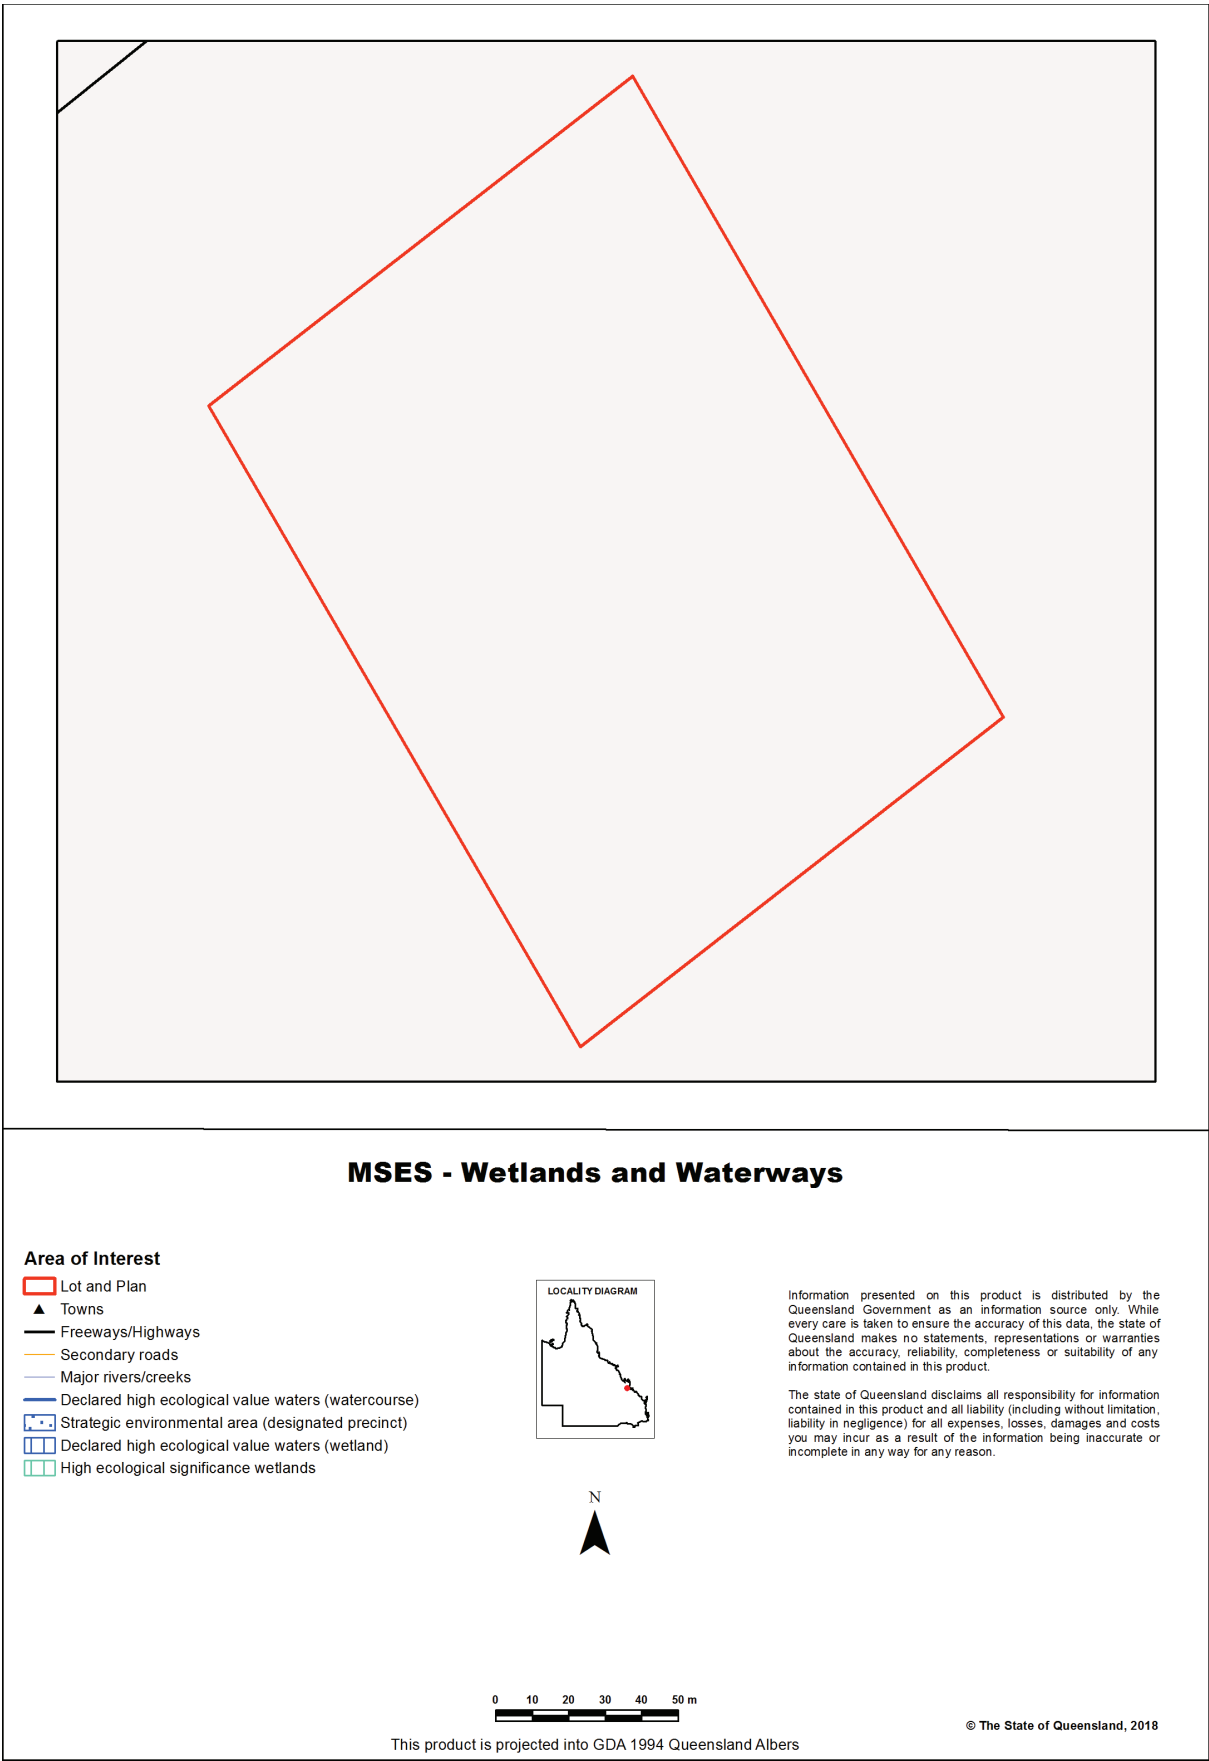 MSES - Wetlands and Waterways
Area of Interest
Lot and Plan
Towns
Freeways/Highways
Secondary roads
Major rivers/creeks
Declared high ecological value waters (watercourse)
Strategic environmental area (designated precinct)
Declared high ecological value waters (wetland)
High ecological significance wetlands
LOCALITY DIAGRAM
N
Information presented on this product is distributed by the
Queensland Government as an information source only. While
every care is taken to ensure the accuracy of this data, the state of
Queensland makes no statements, representations or warranties
about the accuracy, reliability, completeness or suitability of any
information contained in this product.
The state of Queensland disclaims all responsibility for information
contained in this product and all liability (including without limitation,
liability in negligence) for all expenses, losses, damages and costs
you may incur as a result of the information being inaccurate or
incomplete in any way for any reason.
0 10 20 30 40 50 m
© The State of Queensland, 2018
This product is projected into GDA 1994 Queensland Albers